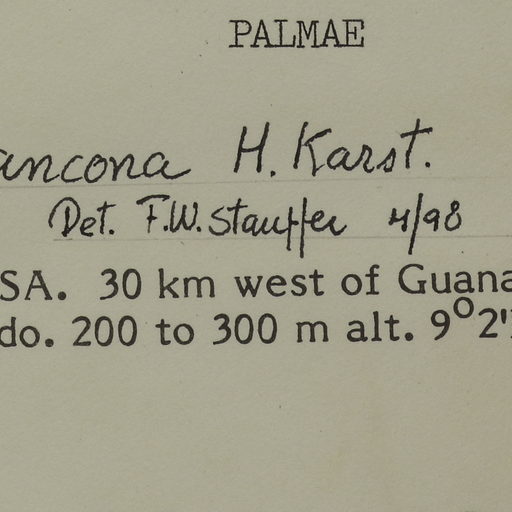 PALMAE
ancona H. Karst.
Det. F.W. Stauffer 4/98
SA. 30 km west of Guana
do. 200 to 300 m alt. 9°2'